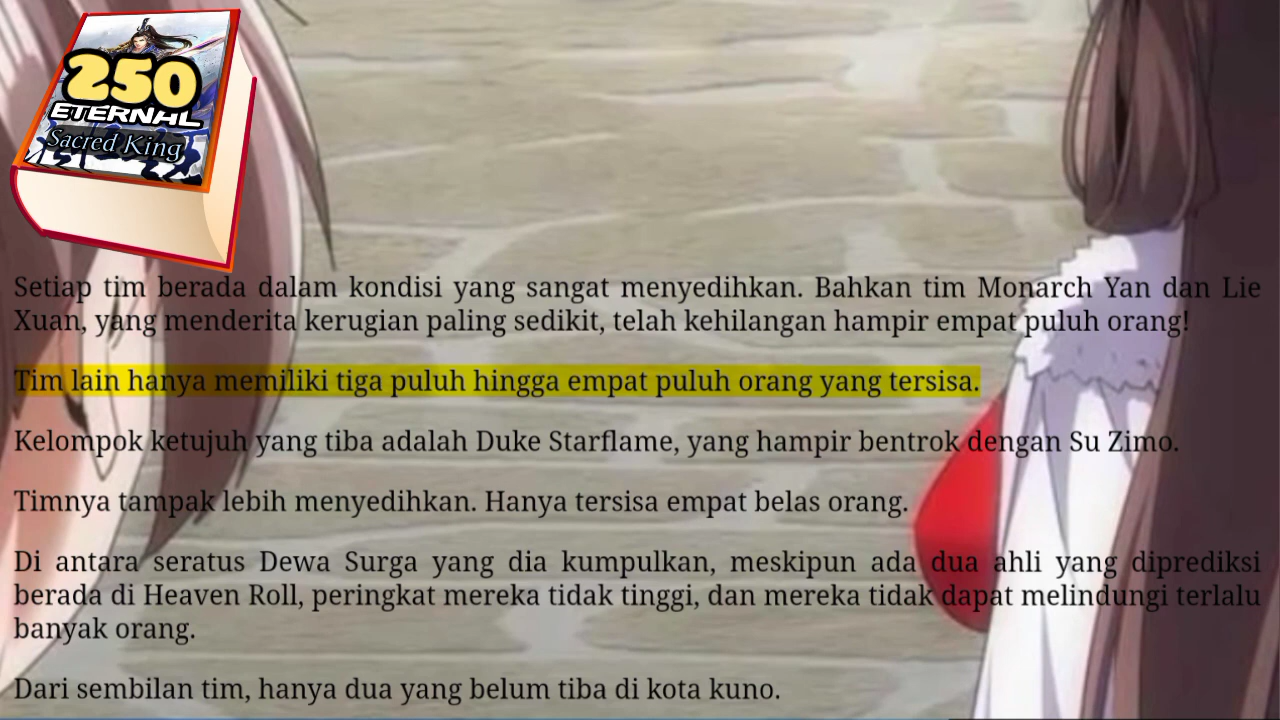 250
ETERNAL
Sacred King
Setiap tim berada dalam kondisi yang sangat menyedihkan. Bahkan tim Monarch Yan dan Lie
Xuan, yang menderita kerugian paling sedikit, telah kehilangan hampir empat puluh orang!
Tim lain hanya memiliki tiga puluh hingga empat puluh orang yang tersisa.
Kelompok ketujuh yang tiba adalah Duke Starflame, yang hampir bentrok dengan Su Zimo.
Timnya tampak lebih menyedihkan. Hanya tersisa empat belas orang.
Di antara seratus Dewa Surga yang dia kumpulkan, meskipun ada dua ahli yang diprediksi
berada di Heaven Roll, peringkat mereka tidak tinggi, dan mereka tidak dapat melindungi terlalu
banyak orang.
Dari sembilan tim, hanya dua yang belum tiba di kota kuno.